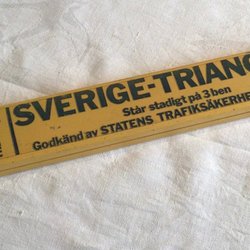 SVERIGE-TRIANG
Står stadigt på 3 ben
Godkänd av STATENS TRAFIKSÄKERHE